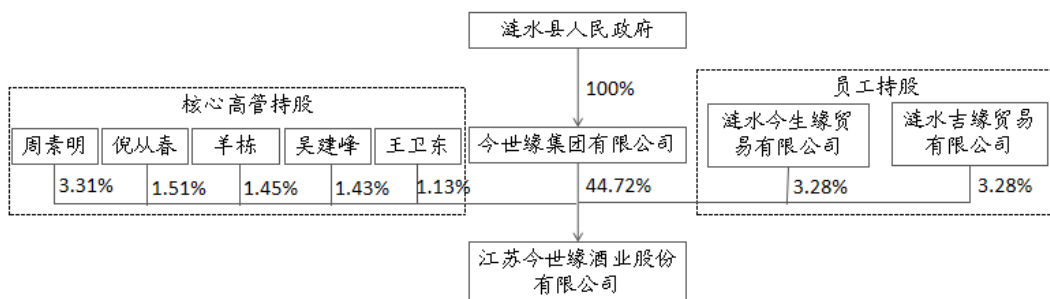 涟水县人民政府
100%
核心高管持股
员工持股
周素明
倪从春
羊栋
吴建峰
王卫东
今世缘集团有限公司
涟水今生缘贸
易有限公司
涟水吉缘贸易
有限公司
3.31%
1.51%
1.45%
1.43%
1.13%
44.72%
3.28%
3.28%
江苏今世缘酒业股份
有限公司